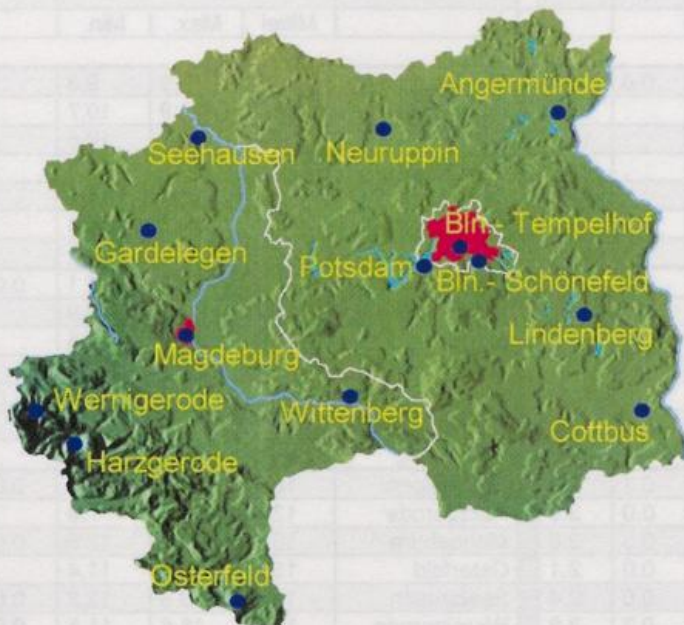 Angermünde
Seehausen
Neuruppin
Bln.- Tempelhof
Gardelegen
Potsdam
Bln.- Schönefeld
Lindenberg
Magdeburg
Wernigerode
Wittenberg
Cottbus
Harzgerode
Osterfeld